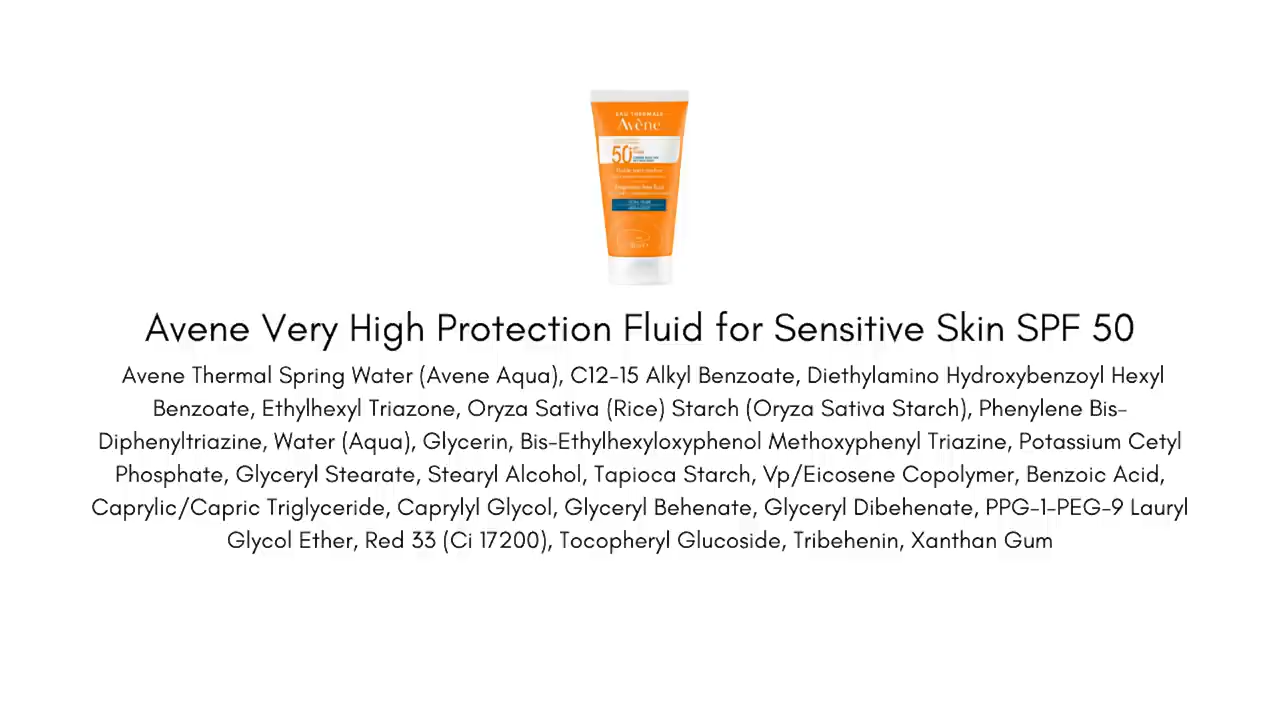 EAU THERMALE
Avène
50+
Avene Very High Protection Fluid for Sensitive Skin SPF 50
Avene Thermal Spring Water (Avene Aqua), C12-15 Alkyl Benzoate, Diethylamino Hydroxybenzoyl Hexyl
Benzoate, Ethylhexyl Triazone, Oryza Sativa (Rice) Starch (Oryza Sativa Starch), Phenylene Bis-
Diphenyltriazine, Water (Aqua), Glycerin, Bis-Ethylhexyloxyphenol Methoxyphenyl Triazine, Potassium Cetyl
Phosphate, Glyceryl Stearate, Stearyl Alcohol, Tapioca Starch, Vp/Eicosene Copolymer, Benzoic Acid,
Caprylic/Capric Triglyceride, Caprylyl Glycol, Glyceryl Behenate, Glyceryl Dibehenate, PPG-1-PEG-9 Lauryl
Glycol Ether, Red 33 (Ci 17200), Tocopheryl Glucoside, Tribehenin, Xanthan Gum